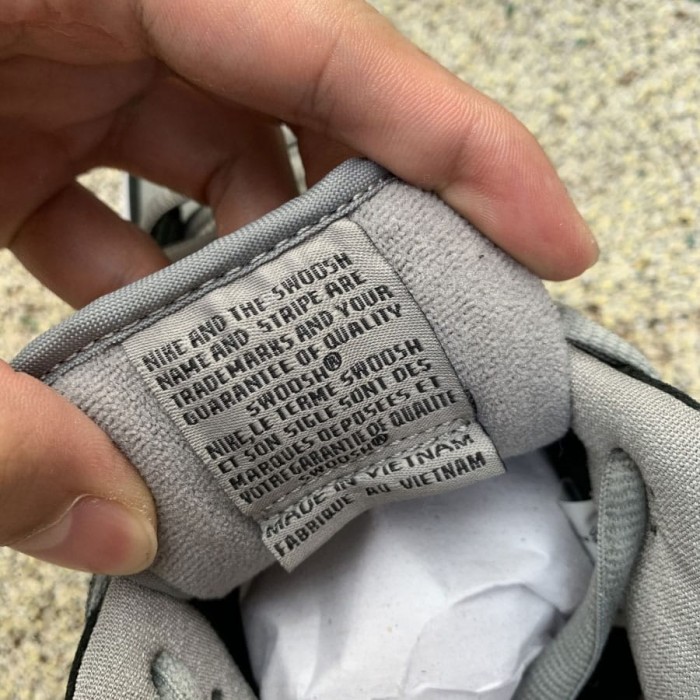 NIKE AND THE SWOOSH
NAME AND STRIPE ARE
TRADEMARKS AND YOUR
GUARANTEE OF QUALITY
SWOOSH®
NIKE, LE TERME SWOOSH
ET SON SIGLE SONT DES
MARQUES DEPOSEES, ET
VOTRE GARANTIE DE QUALITE
SWOOSH®
MADE IN VIETNAM
FABRIQUE AU VIETNAM